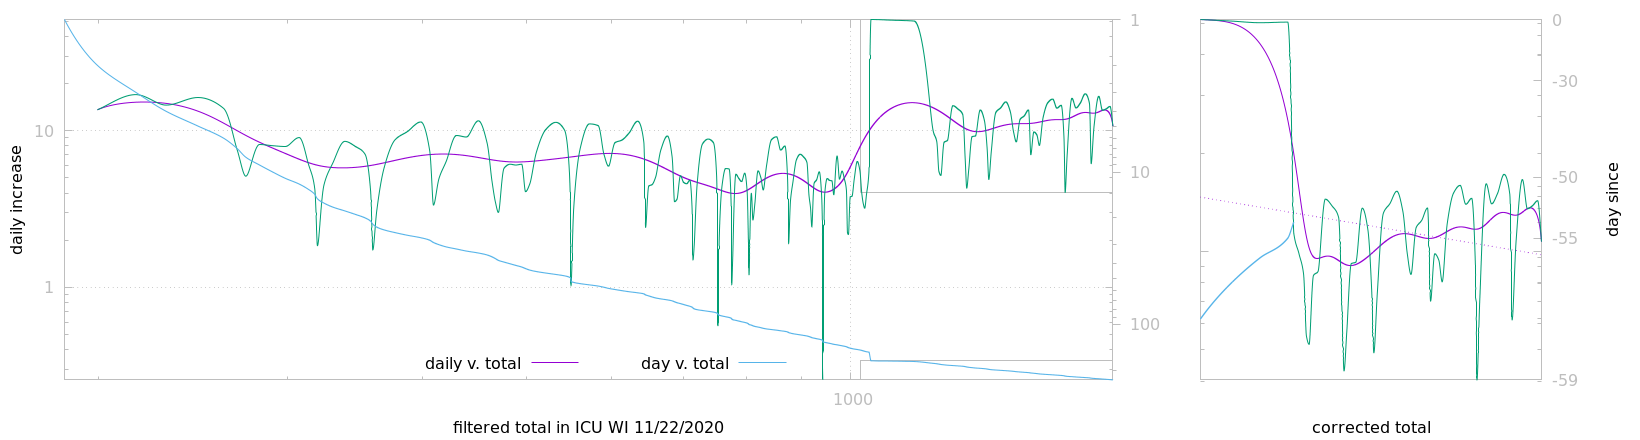 daily increase
10
1
daily v. total
day v. total
1000
filtered total in ICU WI 11/22/2020
1
10
100
0
-30
-50
-55
-59
day since
corrected total